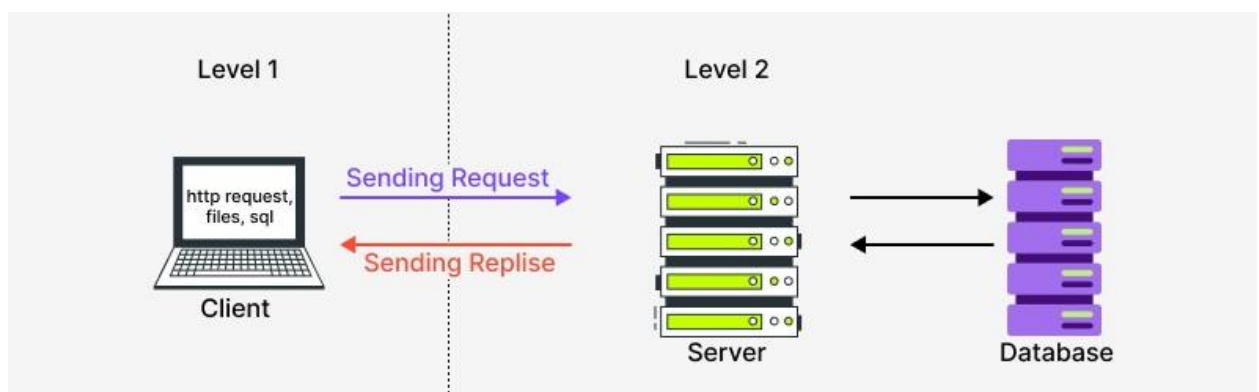 Level 1
Level 2
http request,
files, sql
Sending Request
Sending Replise
Client
Server
Database